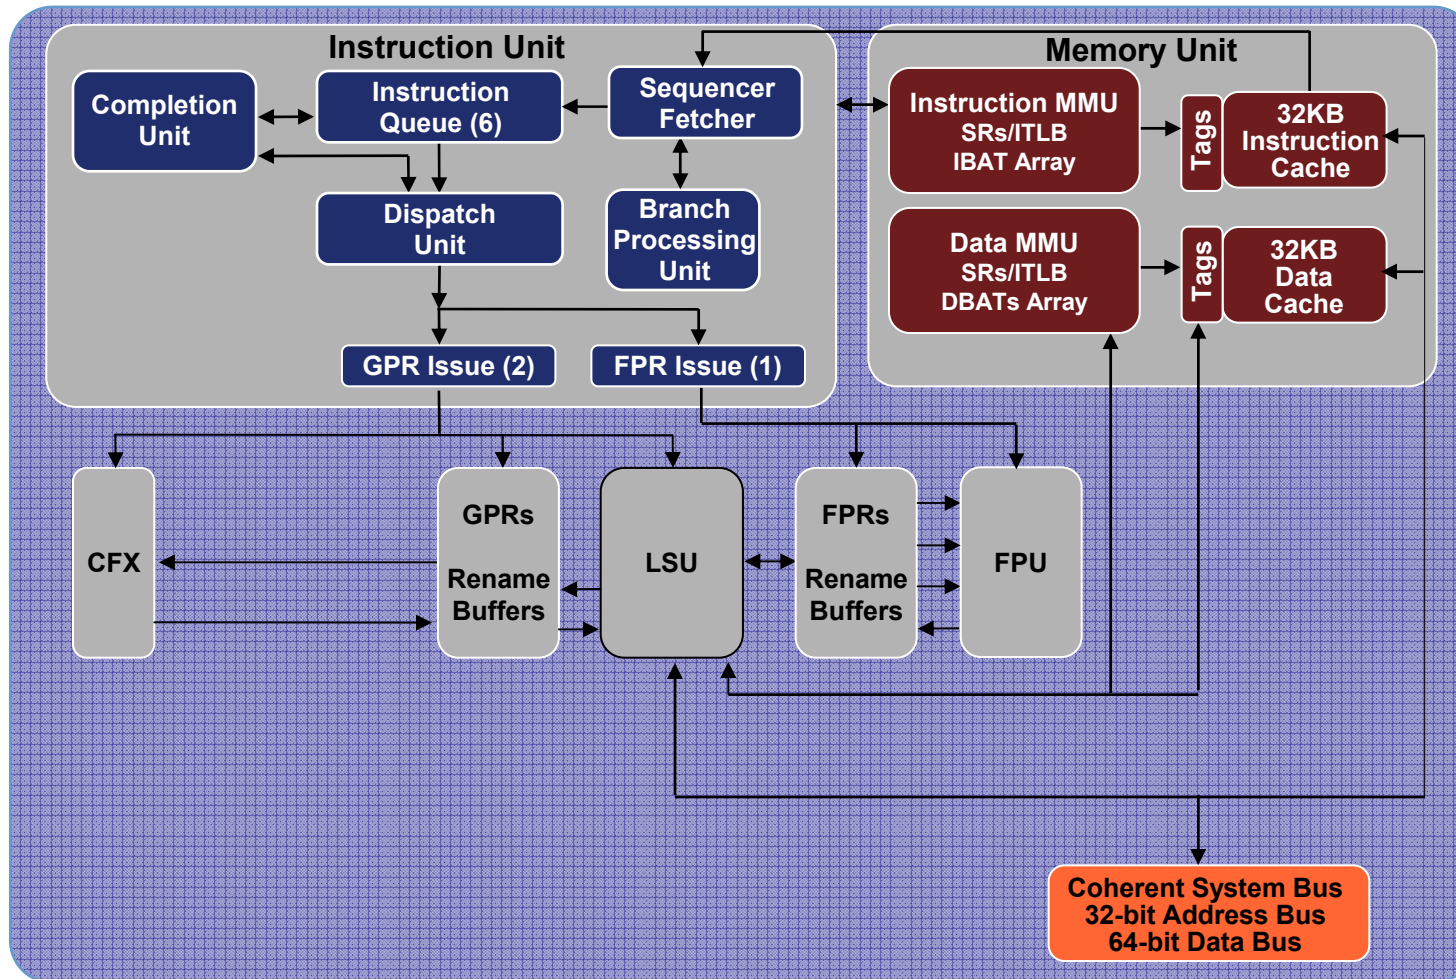 Instruction Unit
Completion
Unit
Instruction
Queue (6)
Sequencer
Fetcher
Dispatch
Unit
Branch
Processing
Unit
GPR Issue (2)
FPR Issue (1)
Memory Unit
Instruction MMU
SRs/ITLB
IBAT Array
Tags
32KB
Instruction
Cache
Data MMU
SRs/ITLB
DBATs Array
Tags
32KB
Data
Cache
CFX
GPRs
Rename
Buffers
LSU
FPRs
Rename
Buffers
FPU
Coherent System Bus
32-bit Address Bus
64-bit Data Bus